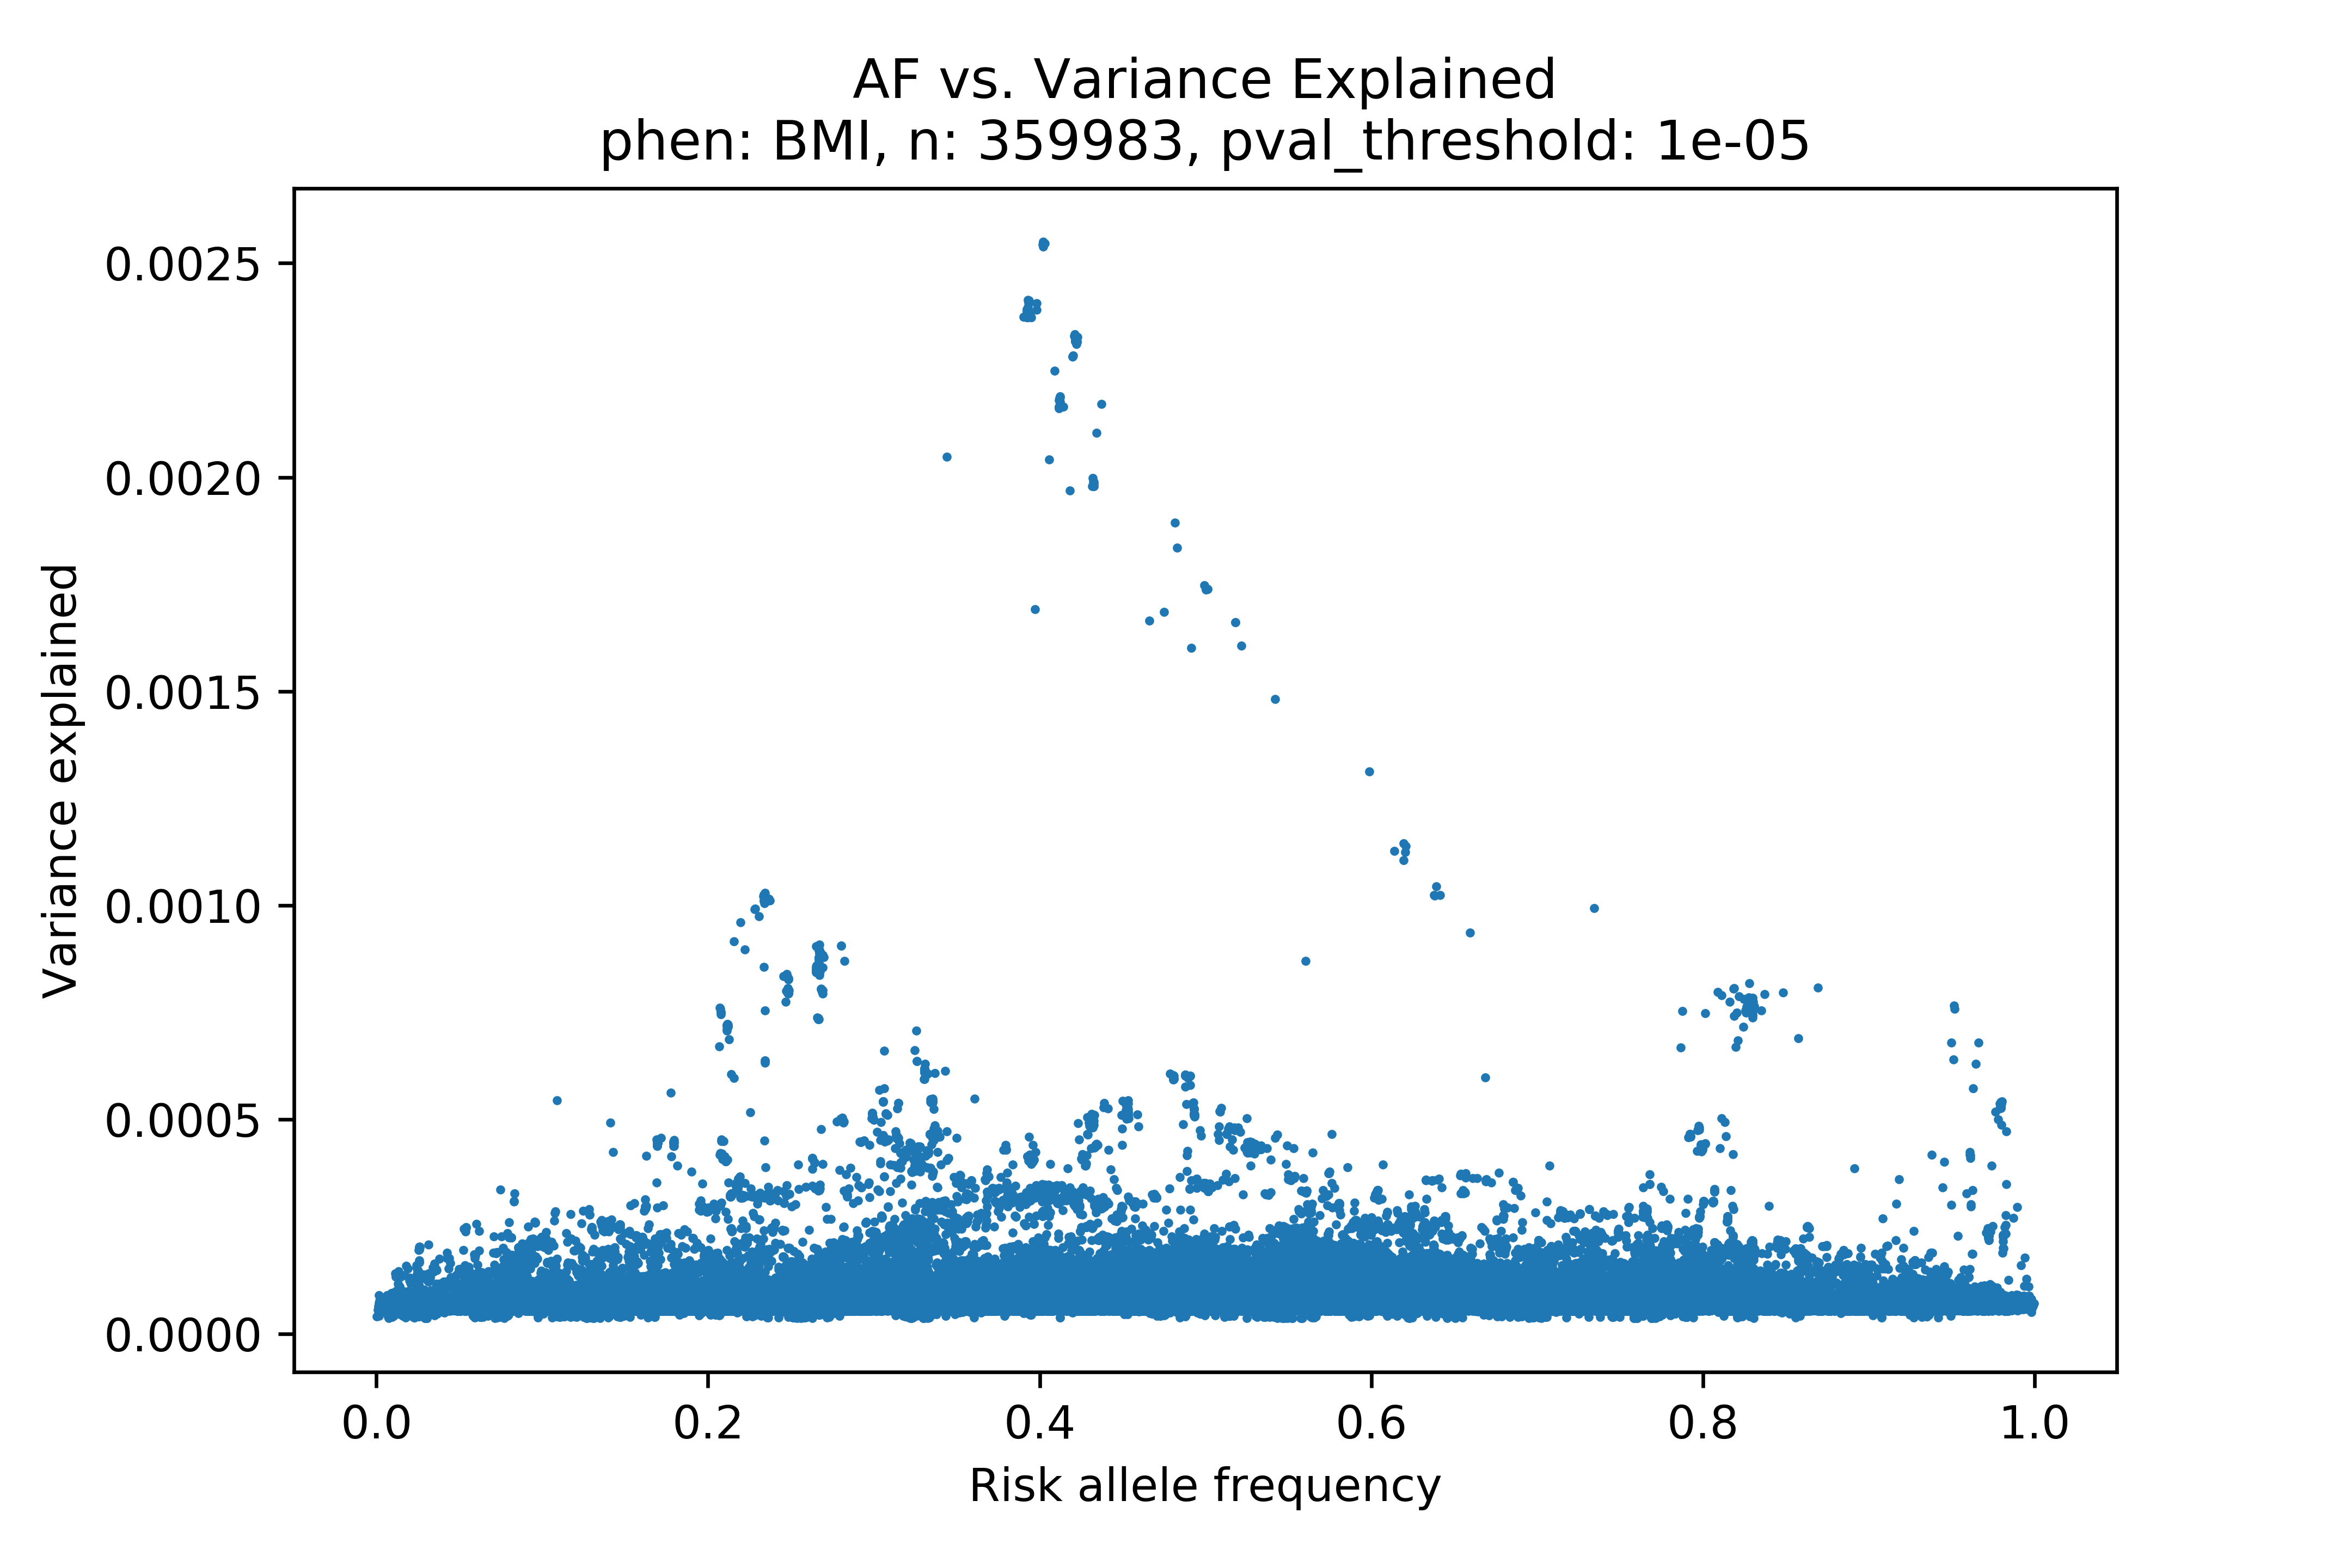 AF vs. Variance Explained
phen: BMI, n: 359983, pval_threshold: 1e-05
Variance explained
0.0025
0.0020
0.0015
0.0010
0.0005
0.0000
0.0 0.2 0.4 0.6 0.8 1.0
Risk allele frequency